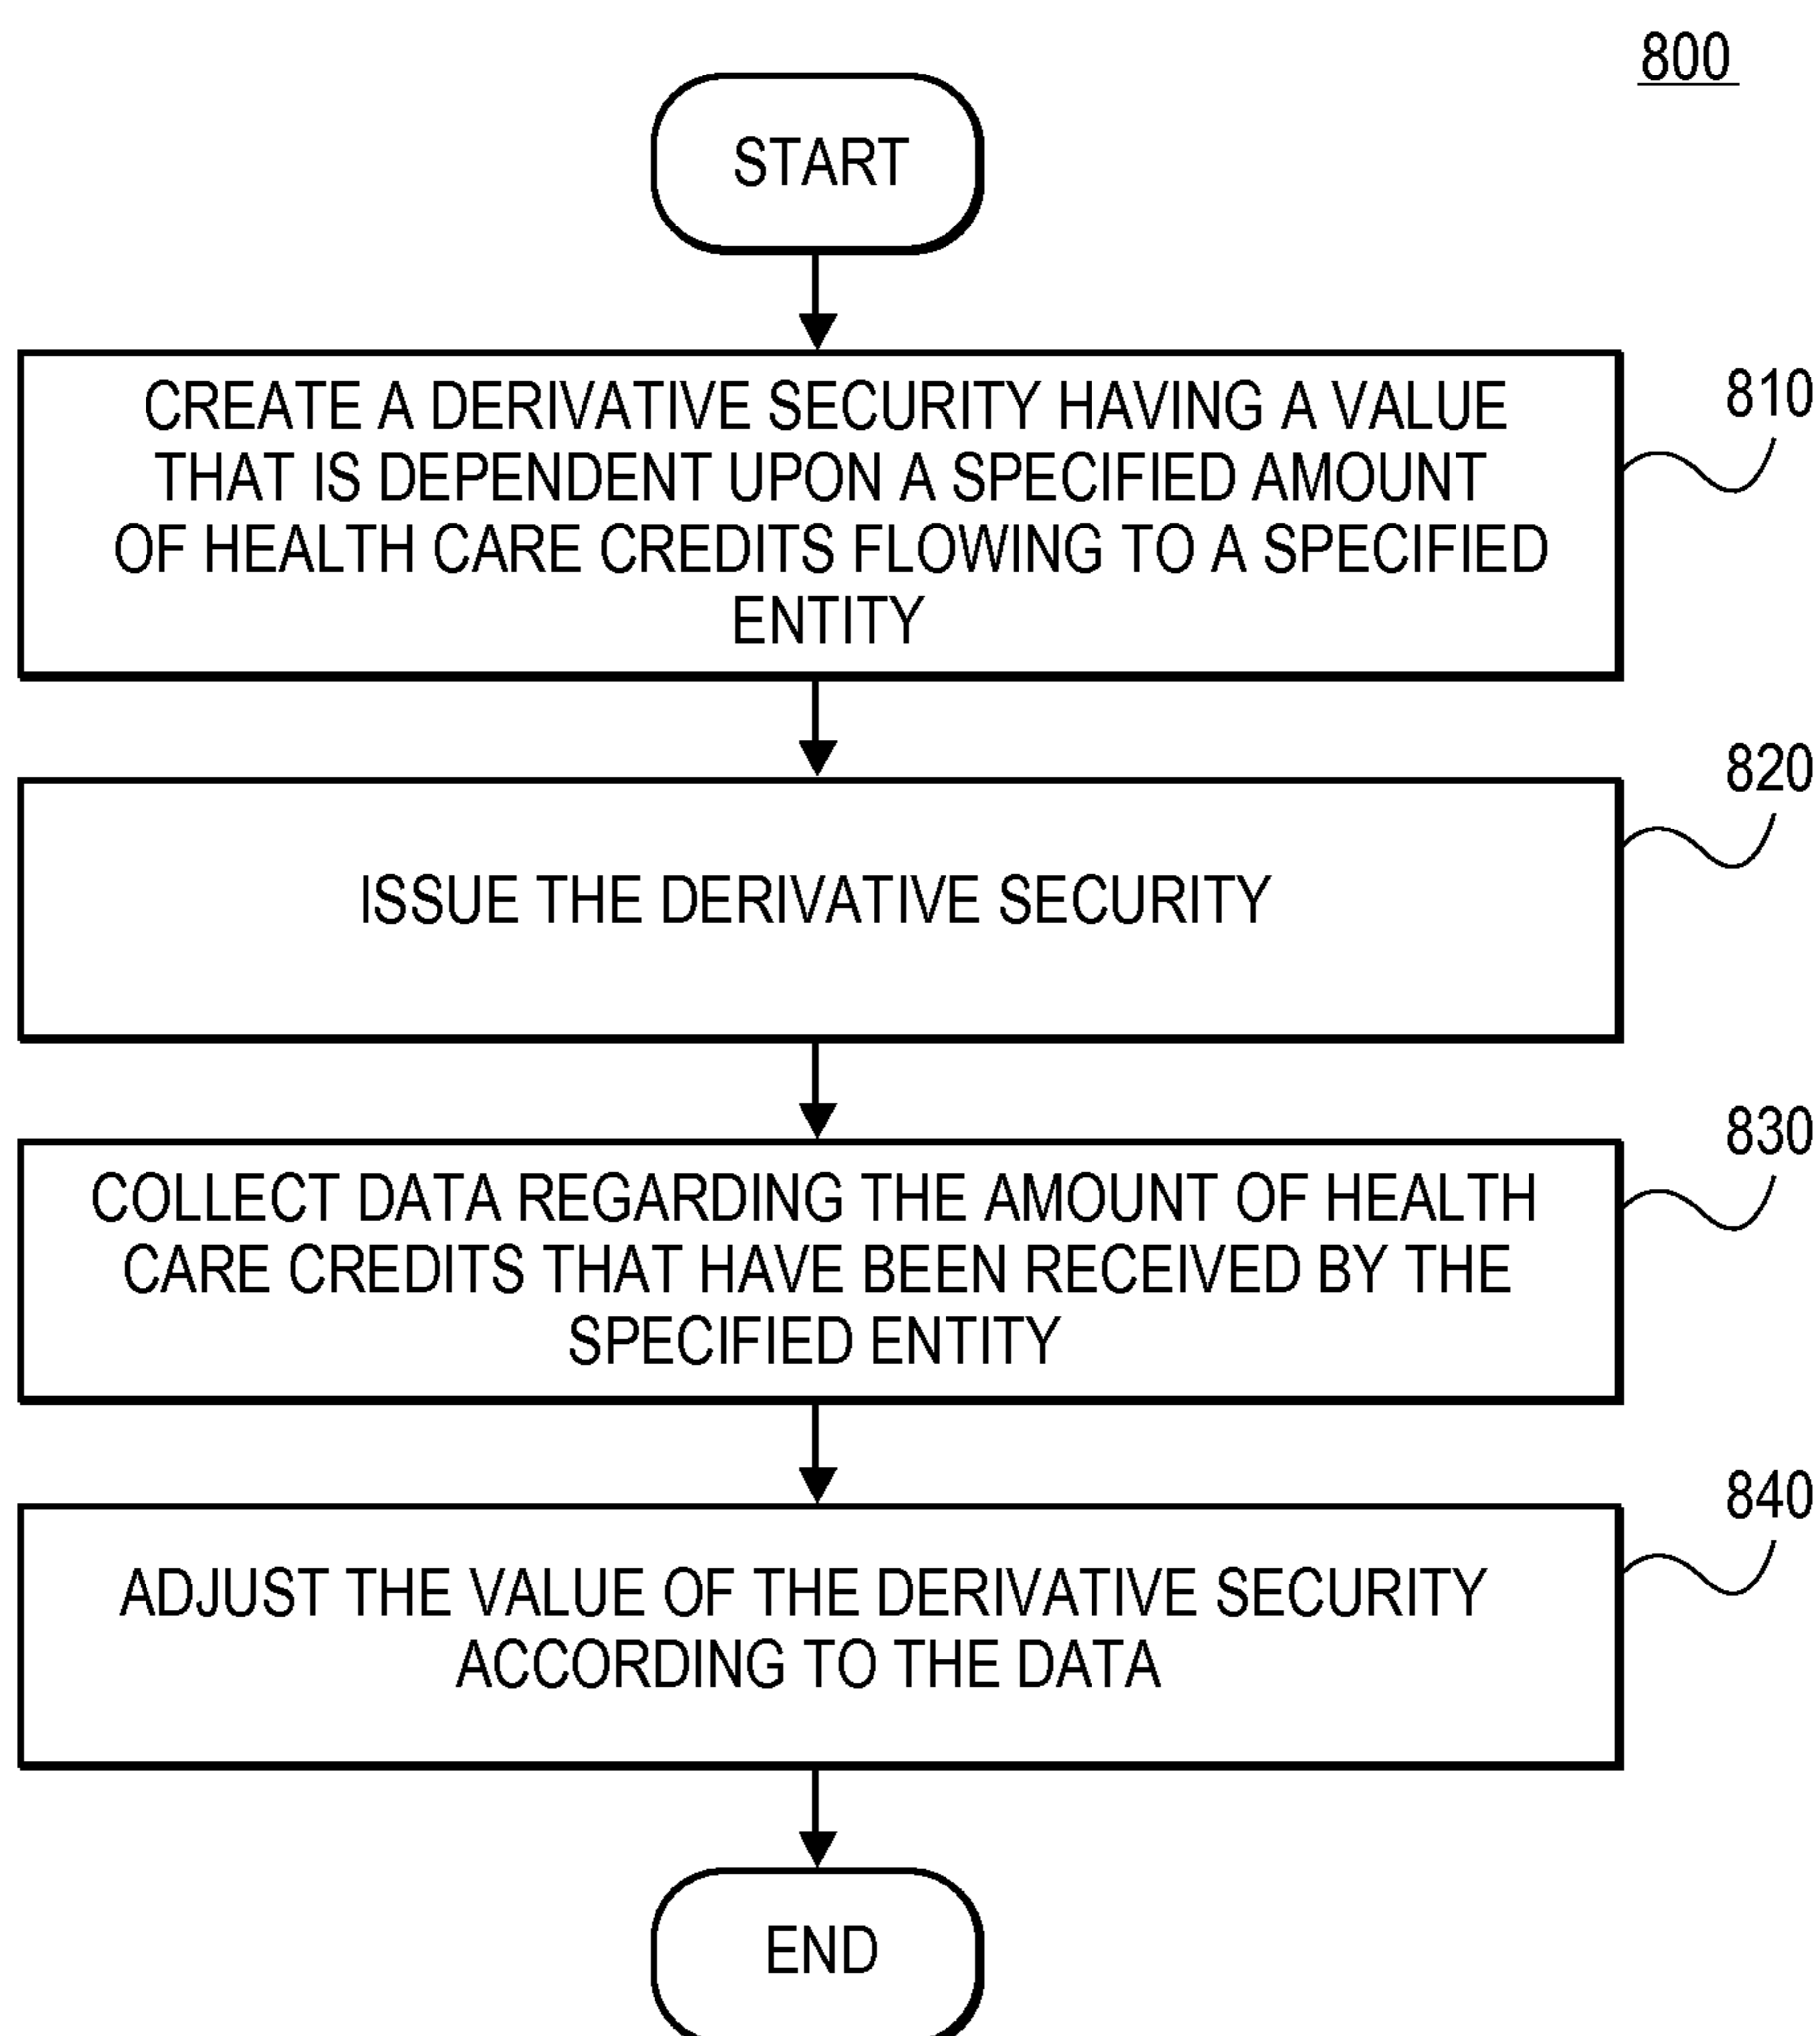 800
START
CREATE A DERIVATIVE SECURITY HAVING A VALUE
THAT IS DEPENDENT UPON A SPECIFIED AMOUNT
OF HEALTH CARE CREDITS FLOWING TO A SPECIFIED
ENTITY
810
ISSUE THE DERIVATIVE SECURITY
820
COLLECT DATA REGARDING THE AMOUNT OF HEALTH
CARE CREDITS THAT HAVE BEEN RECEIVED BY THE
SPECIFIED ENTITY
830
ADJUST THE VALUE OF THE DERIVATIVE SECURITY
ACCORDING TO THE DATA
840
END